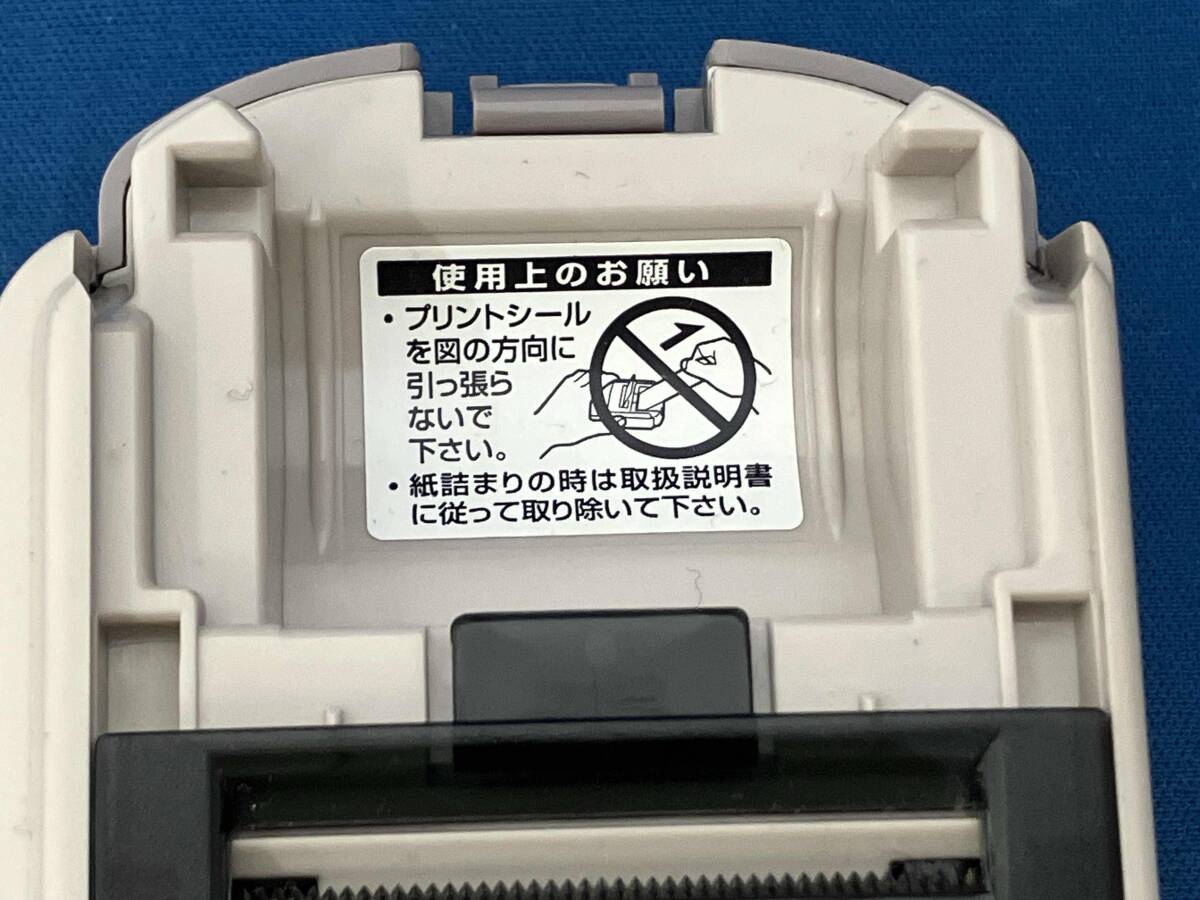 使用上のお願い
・プリントシール
を図の方向に
引っ張ら
ないで
下さい。
・紙詰まりの時は取扱説明書
に従って取り除いて下さい。